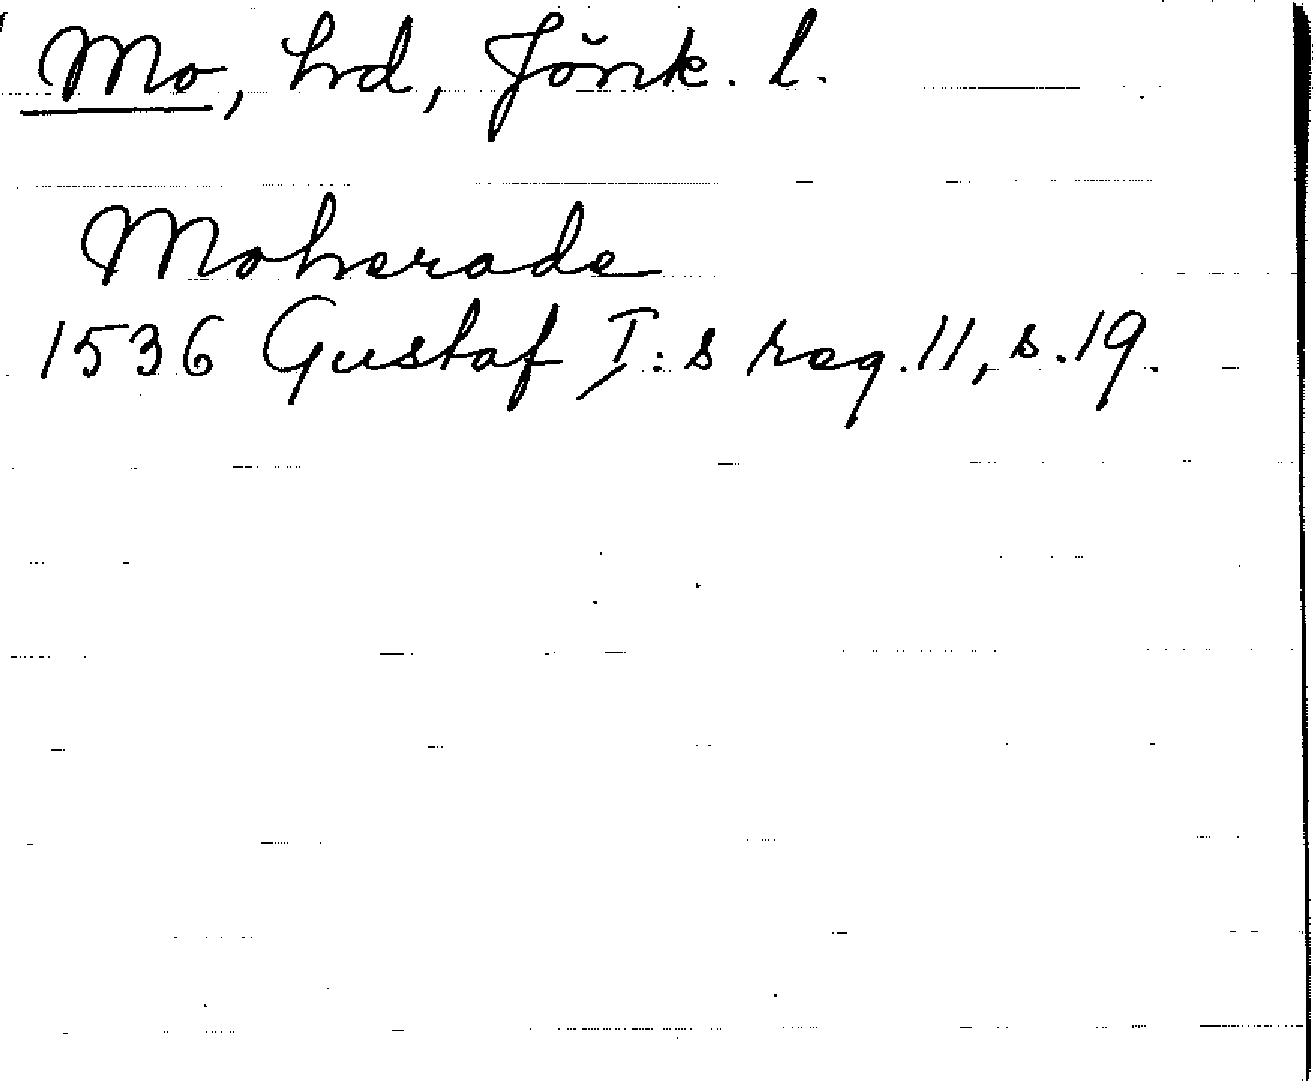 Mo, hd, Jönk. l.
Moherade
1536 Gustaf I:s reg. 11, s. 19.